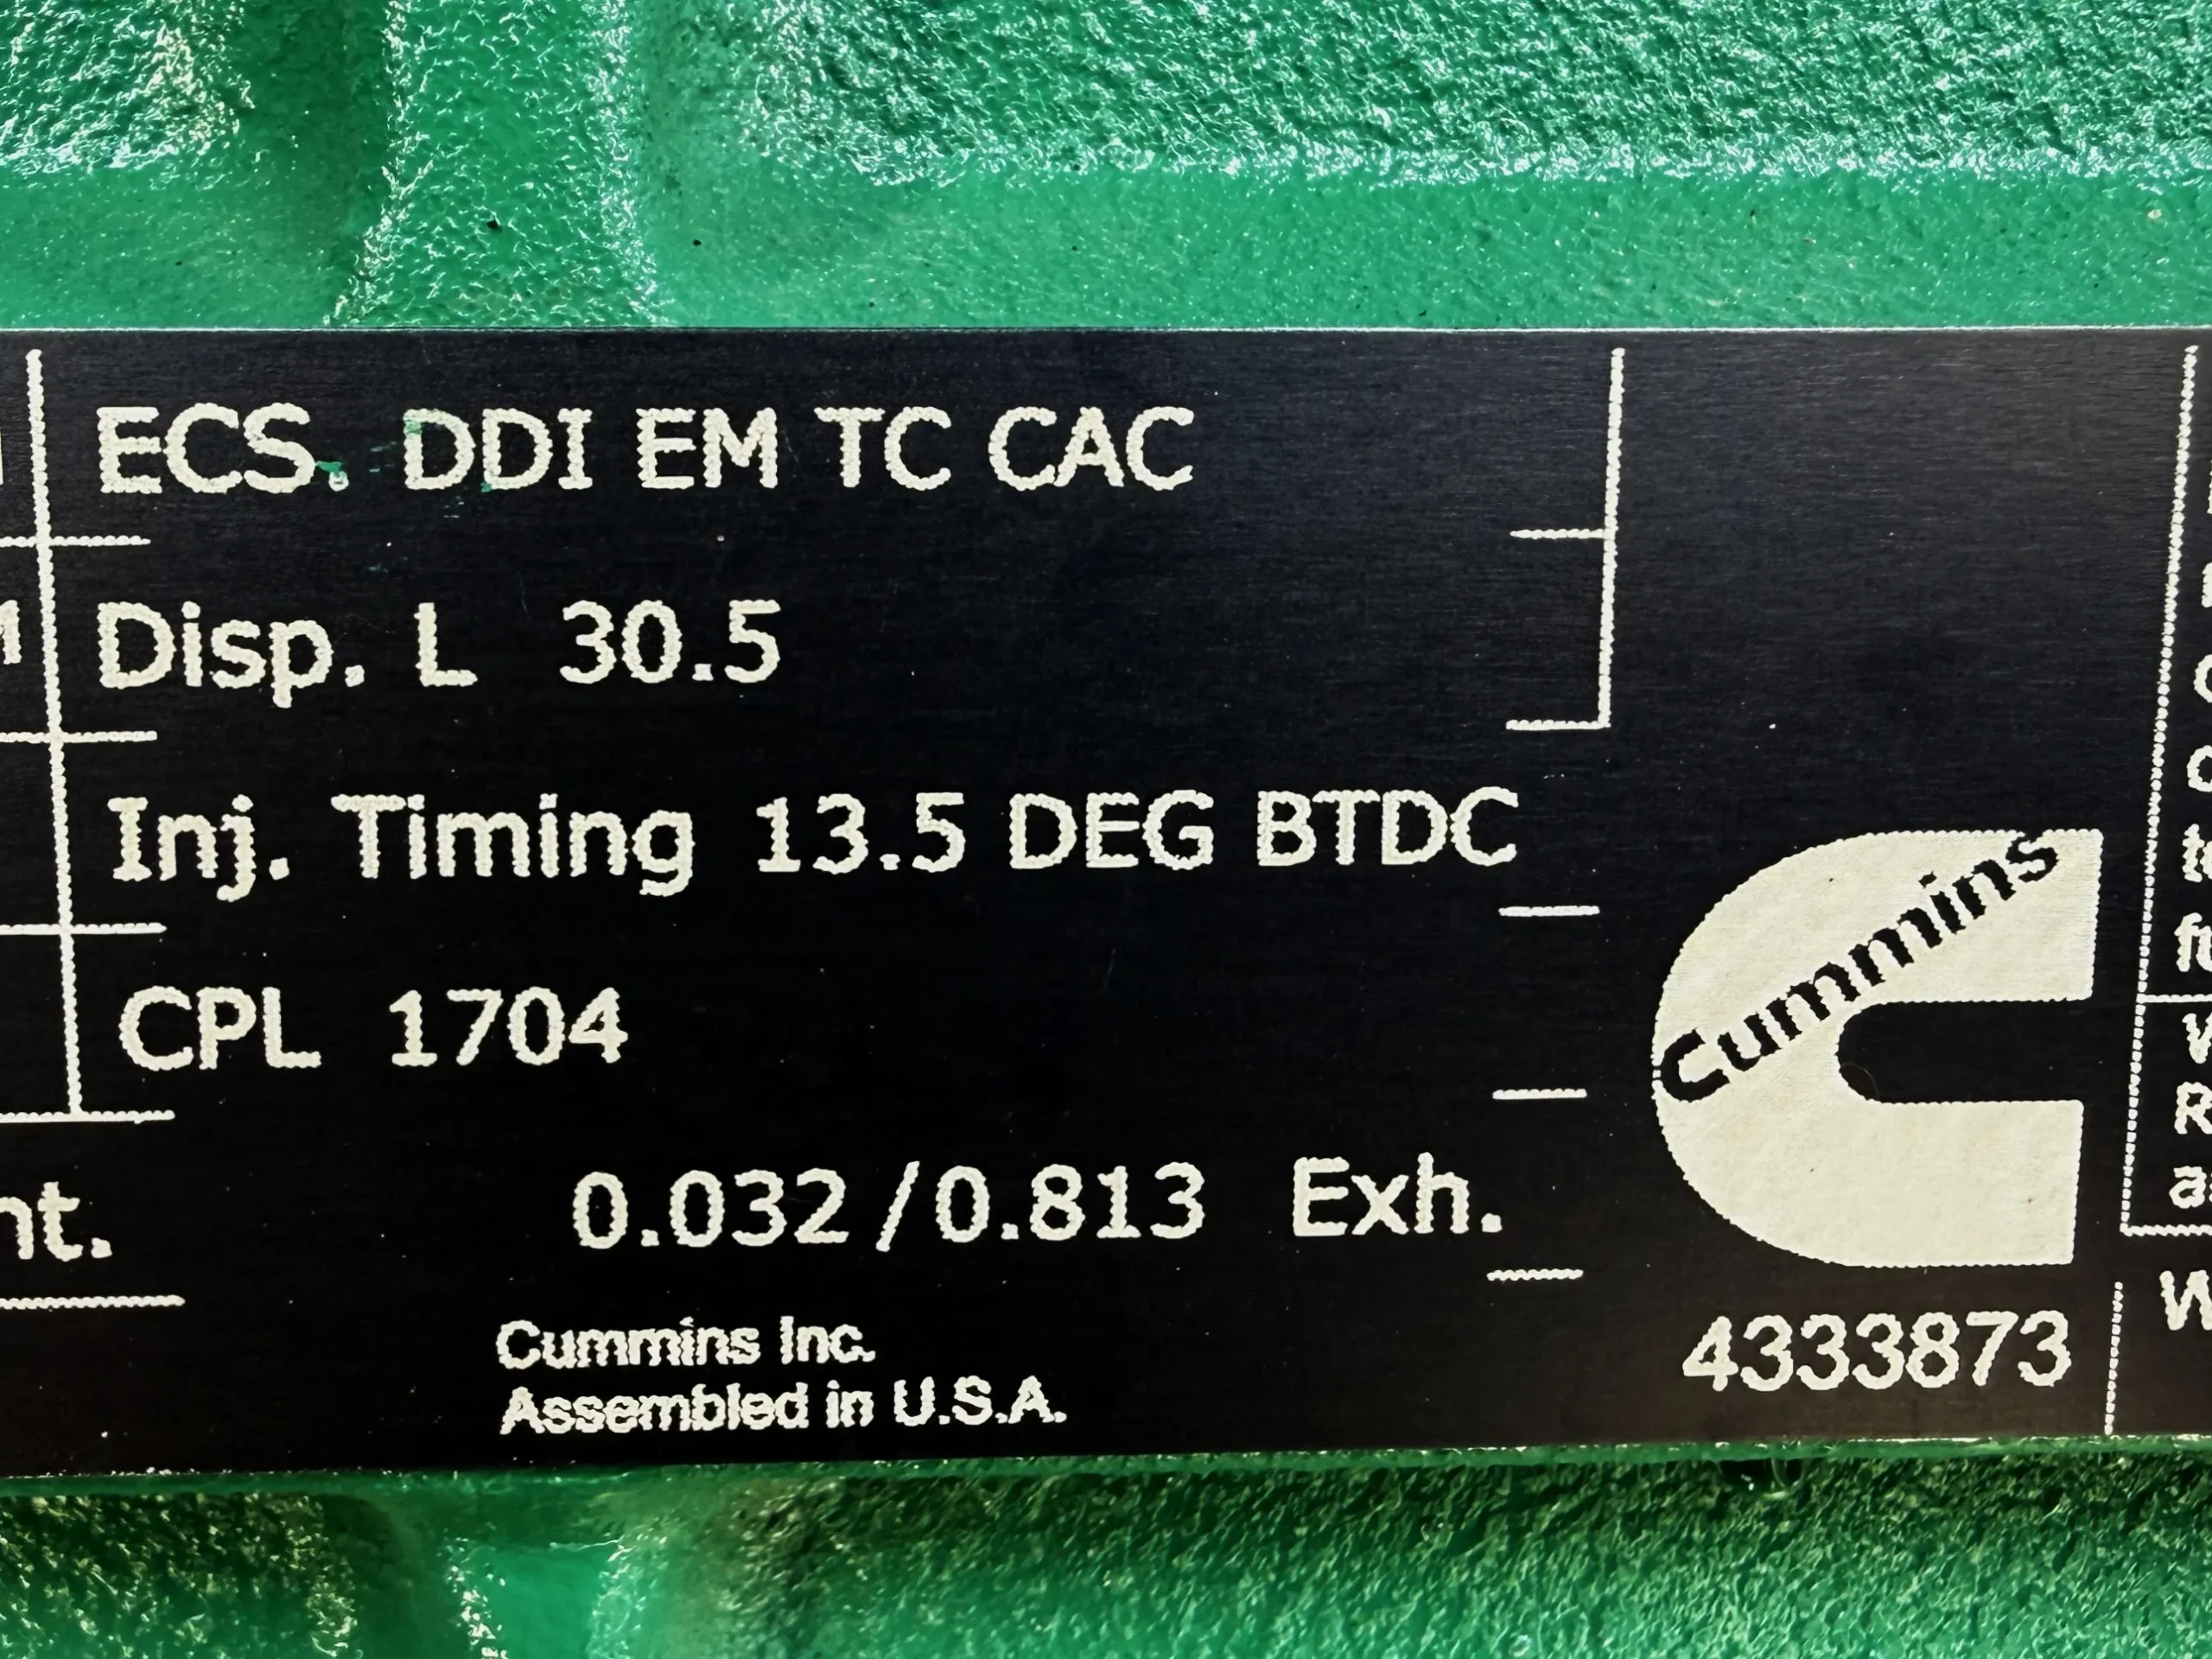 ECS. DDI EM TC CAC
Disp. L 30.5
Inj. Timing 13.5 DEG BTDC
CPL 1704
0.032 / 0.813 Exh.
Cummins Inc.
Assembled in U.S.A.
Cummins
4333873